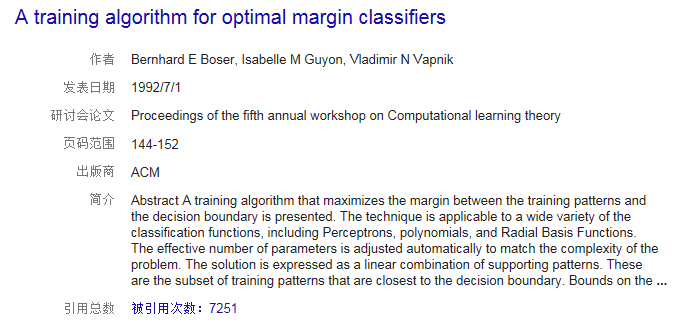 A training algorithm for optimal margin classifiers
作者 Bernhard E Boser, Isabelle M Guyon, Vladimir N Vapnik
发表日期 1992/7/1
研讨会论文 Proceedings of the fifth annual workshop on Computational learning theory
页码范围 144-152
出版商 ACM
简介 Abstract A training algorithm that maximizes the margin between the training patterns and
the decision boundary is presented. The technique is applicable to a wide variety of the
classification functions, including Perceptrons, polynomials, and Radial Basis Functions.
The effective number of parameters is adjusted automatically to match the complexity of the
problem. The solution is expressed as a linear combination of supporting patterns. These
are the subset of training patterns that are closest to the decision boundary. Bounds on the ...
引用总数 被引用次数：7251